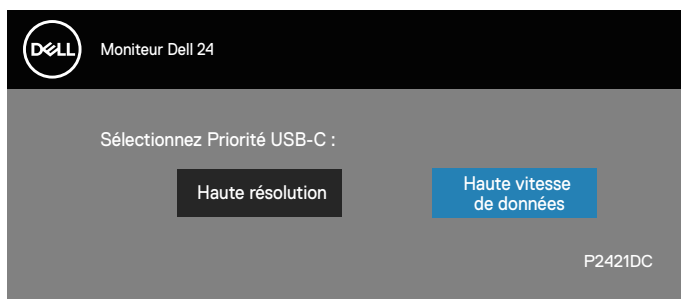 DELL
Moniteur Dell 24
Sélectionnez Priorité USB-C :
Haute résolution
Haute vitesse
de données
P2421DC